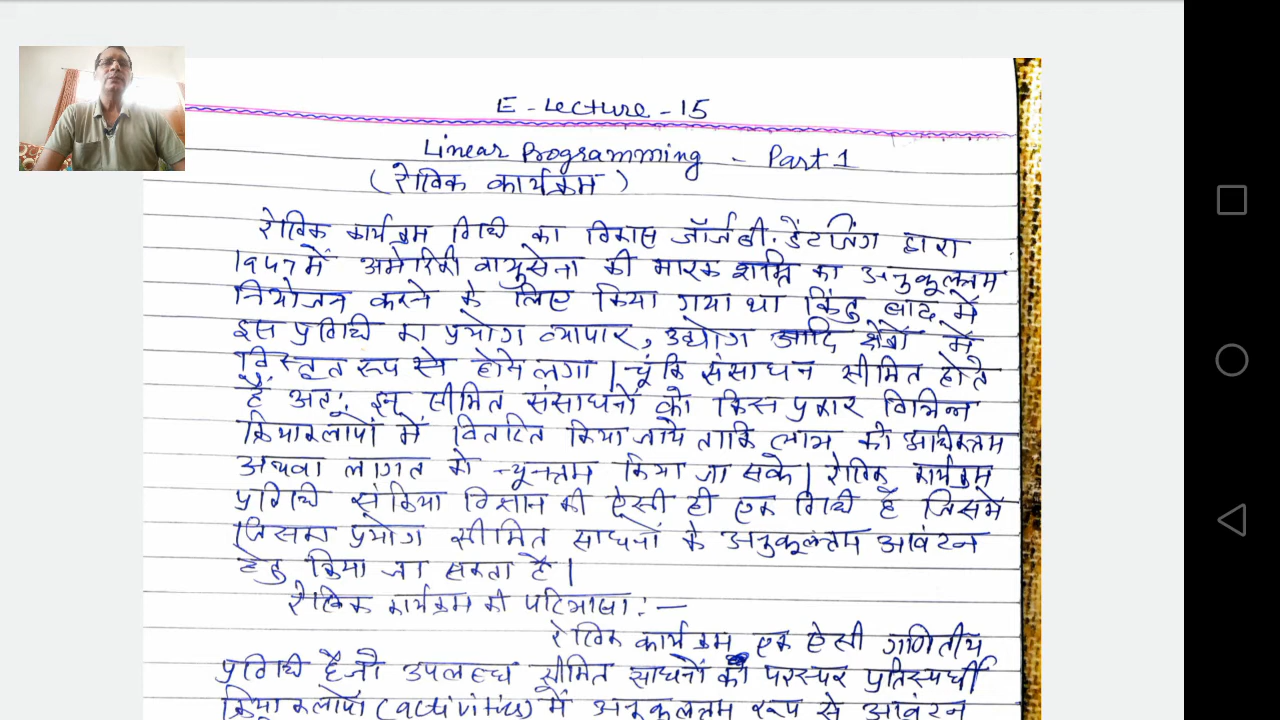 E-Lecture-15
Linear Programming - Part 1
(रैखिक कार्यक्रम)
रैखिक कार्यक्रम विधि का विकास जॉर्ज बी. डेंटजिंग द्वारा
1947 में अमेरिकी वायुसेना की मारक शक्ति का अनुकूलतम
नियोजन करने के लिए किया गया था किंतु बाद में
इस प्रविधि का प्रयोग व्यापार, उद्योग आदि क्षेत्रों में
विस्तृत रूप से होने लगा। चूंकि संसाधन सीमित होते
हैं अतः इन सीमित संसाधनों को किस प्रकार विभिन्न
क्रियाकलापों में वितरित किया जाये ताकि लाभ को अधिकतम
अथवा लागत को न्यूनतम किया जा सके। रैखिक कार्यक्रम
प्रविधि संक्रिया विज्ञान की ऐसी ही एक विधि है जिसमें
जिसका प्रयोग सीमित साधनों के अनुकूलतम आवंटन
हेतु किया जा सकता है।
रैखिक कार्यक्रम की परिभाषा:—
रैखिक कार्यक्रम एक ऐसी गणितीय
प्रविधि है जो उपलब्ध सीमित साधनों को परस्पर प्रतिस्पर्धी
क्रियाकलापों (activities) में अनुकूलतम रूप से आवंटन